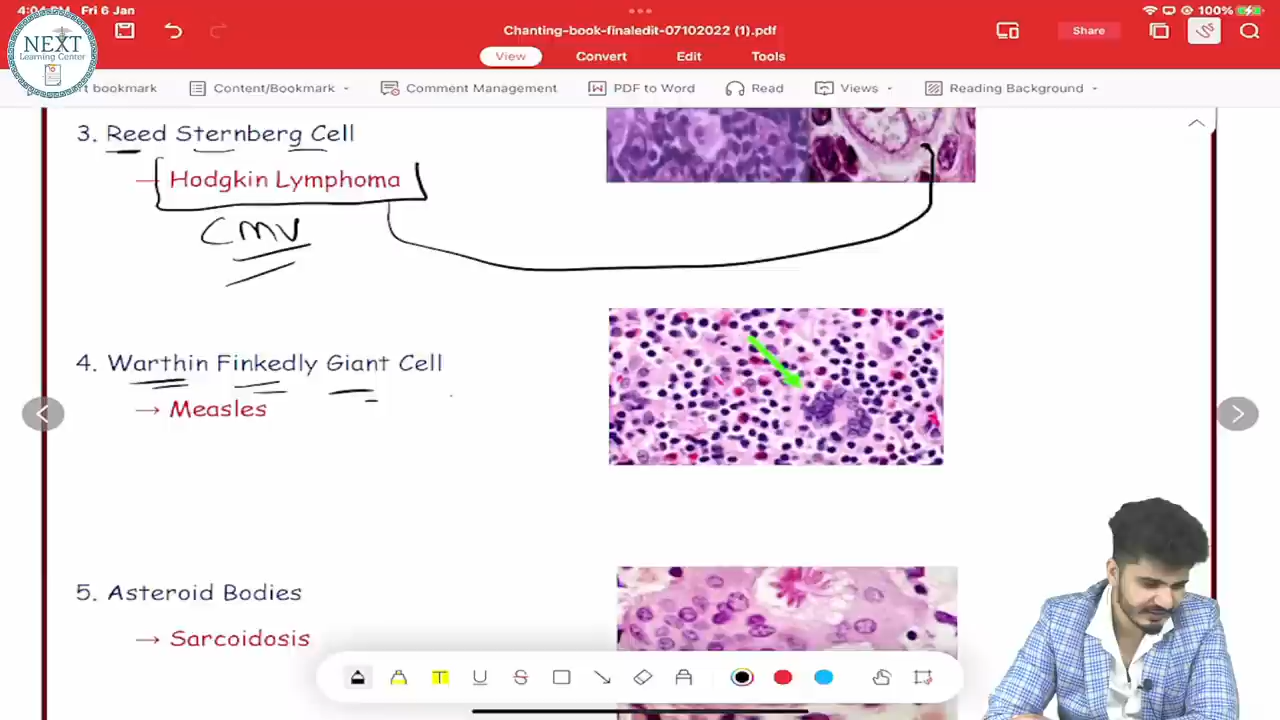 4:04 PM Fri 6 Jan
100%
NEXT
Learning Center
Chanting-book-finaledit-07102022 (1).pdf
Share
View
Convert
Edit
Tools
bookmark
Content/Bookmark
Comment Management
PDF to Word
Read
Views
Reading Background
3. Reed Sternberg Cell
→ Hodgkin Lymphoma
CMV
4. Warthin Finkedly Giant Cell
→ Measles
5. Asteroid Bodies
→ Sarcoidosis
T
U
S
A